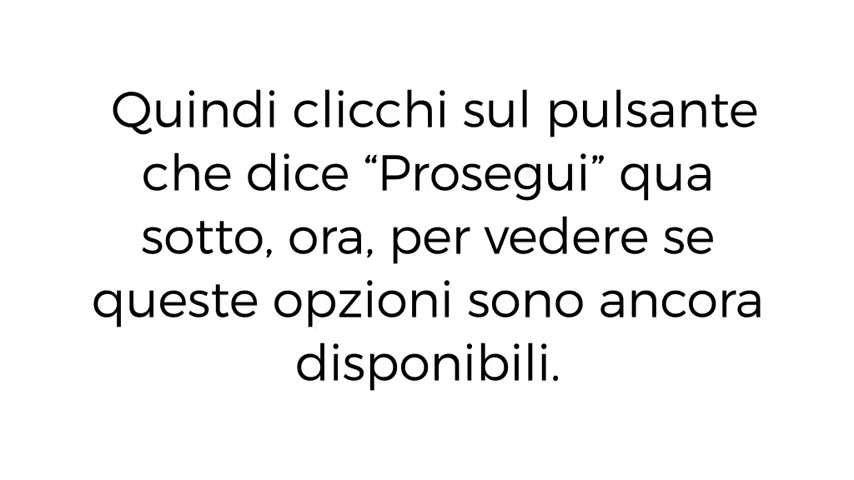 Quindi clicchi sul pulsante
che dice “Prosegui” qua
sotto, ora, per vedere se
queste opzioni sono ancora
disponibili.